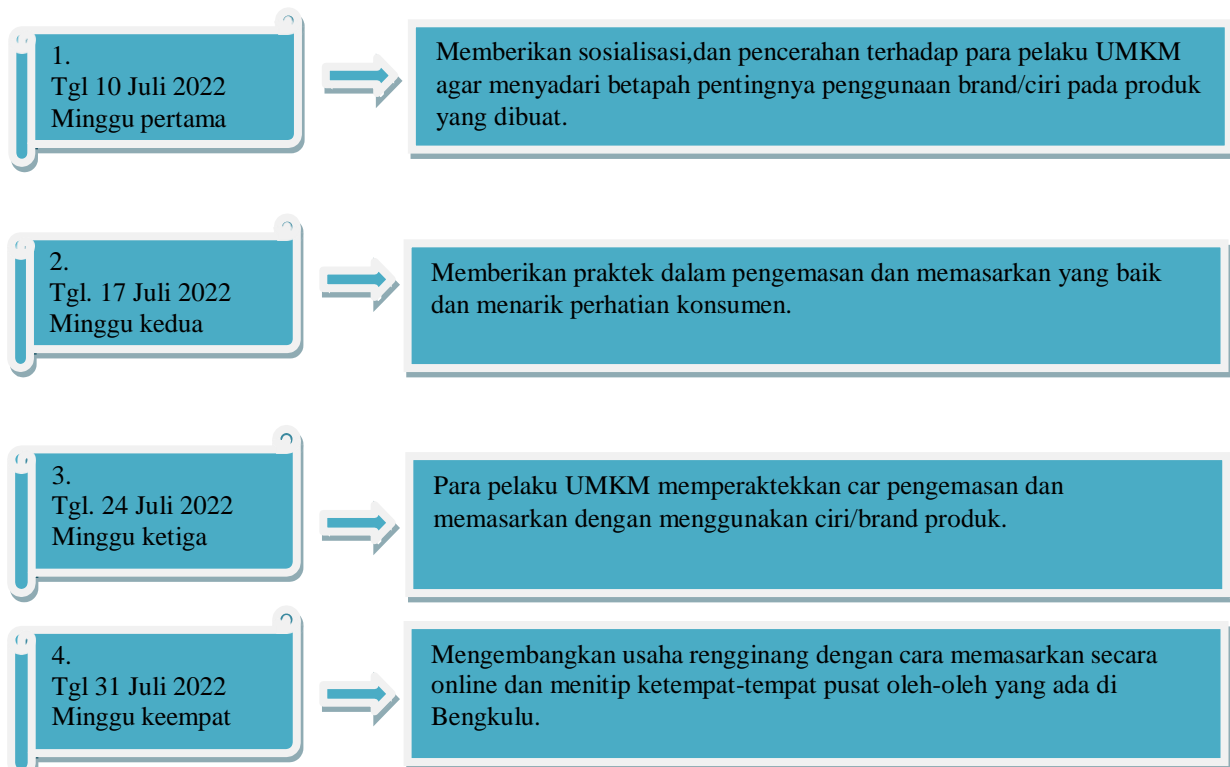 1.
Tgl 10 Juli 2022
Minggu pertama
Memberikan sosialisasi,dan pencerahan terhadap para pelaku UMKM
agar menyadari betapah pentingnya penggunaan brand/ciri pada produk
yang dibuat.
2.
Tgl. 17 Juli 2022
Minggu kedua
Memberikan praktek dalam pengemasan dan memasarkan yang baik
dan menarik perhatian konsumen.
3.
Tgl. 24 Juli 2022
Minggu ketiga
Para pelaku UMKM memperaktekkan car pengemasan dan
memasarkan dengan menggunakan ciri/brand produk.
4.
Tgl 31 Juli 2022
Minggu keempat
Mengembangkan usaha rengginang dengan cara memasarkan secara
online dan menitip ketempat-tempat pusat oleh-oleh yang ada di
Bengkulu.